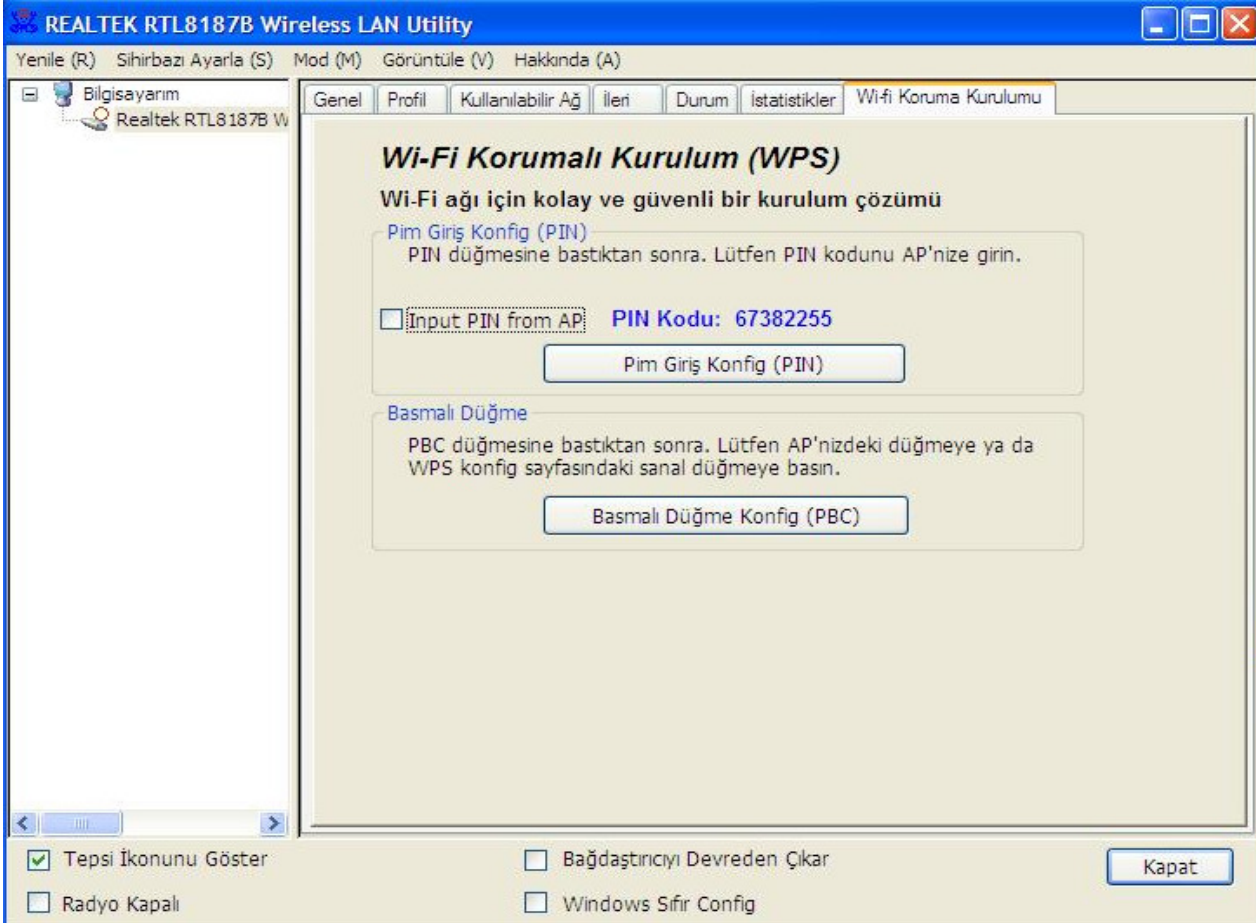 REALTEK RTL8187B Wireless LAN Utility
Yenile (R) Sihirbazı Ayarla (S) Mod (M) Görüntüle (V) Hakkında (A)
Bilgisayarım
Realtek RTL8187B W
Genel Profil Kullanılabilir Ağ İleri Durum İstatistikler Wi-fi Koruma Kurulumu
Wi-Fi Korumalı Kurulum (WPS)
Wi-Fi ağı için kolay ve güvenli bir kurulum çözümü
Pim Giriş Konfig (PIN)
PIN düğmesine bastıktan sonra. Lütfen PIN kodunu AP'nize girin.
Input PIN from AP PIN Kodu: 67382255
Pim Giriş Konfig (PIN)
Basmalı Düğme
PBC düğmesine bastıktan sonra. Lütfen AP'nizdeki düğmeye ya da
WPS konfig sayfasındaki sanal düğmeye basın.
Basmalı Düğme Konfig (PBC)
Tepsi İkonunu Göster Bağdaştırıcıyı Devreden Çıkar Kapat
Radyo Kapalı Windows Sıfır Config